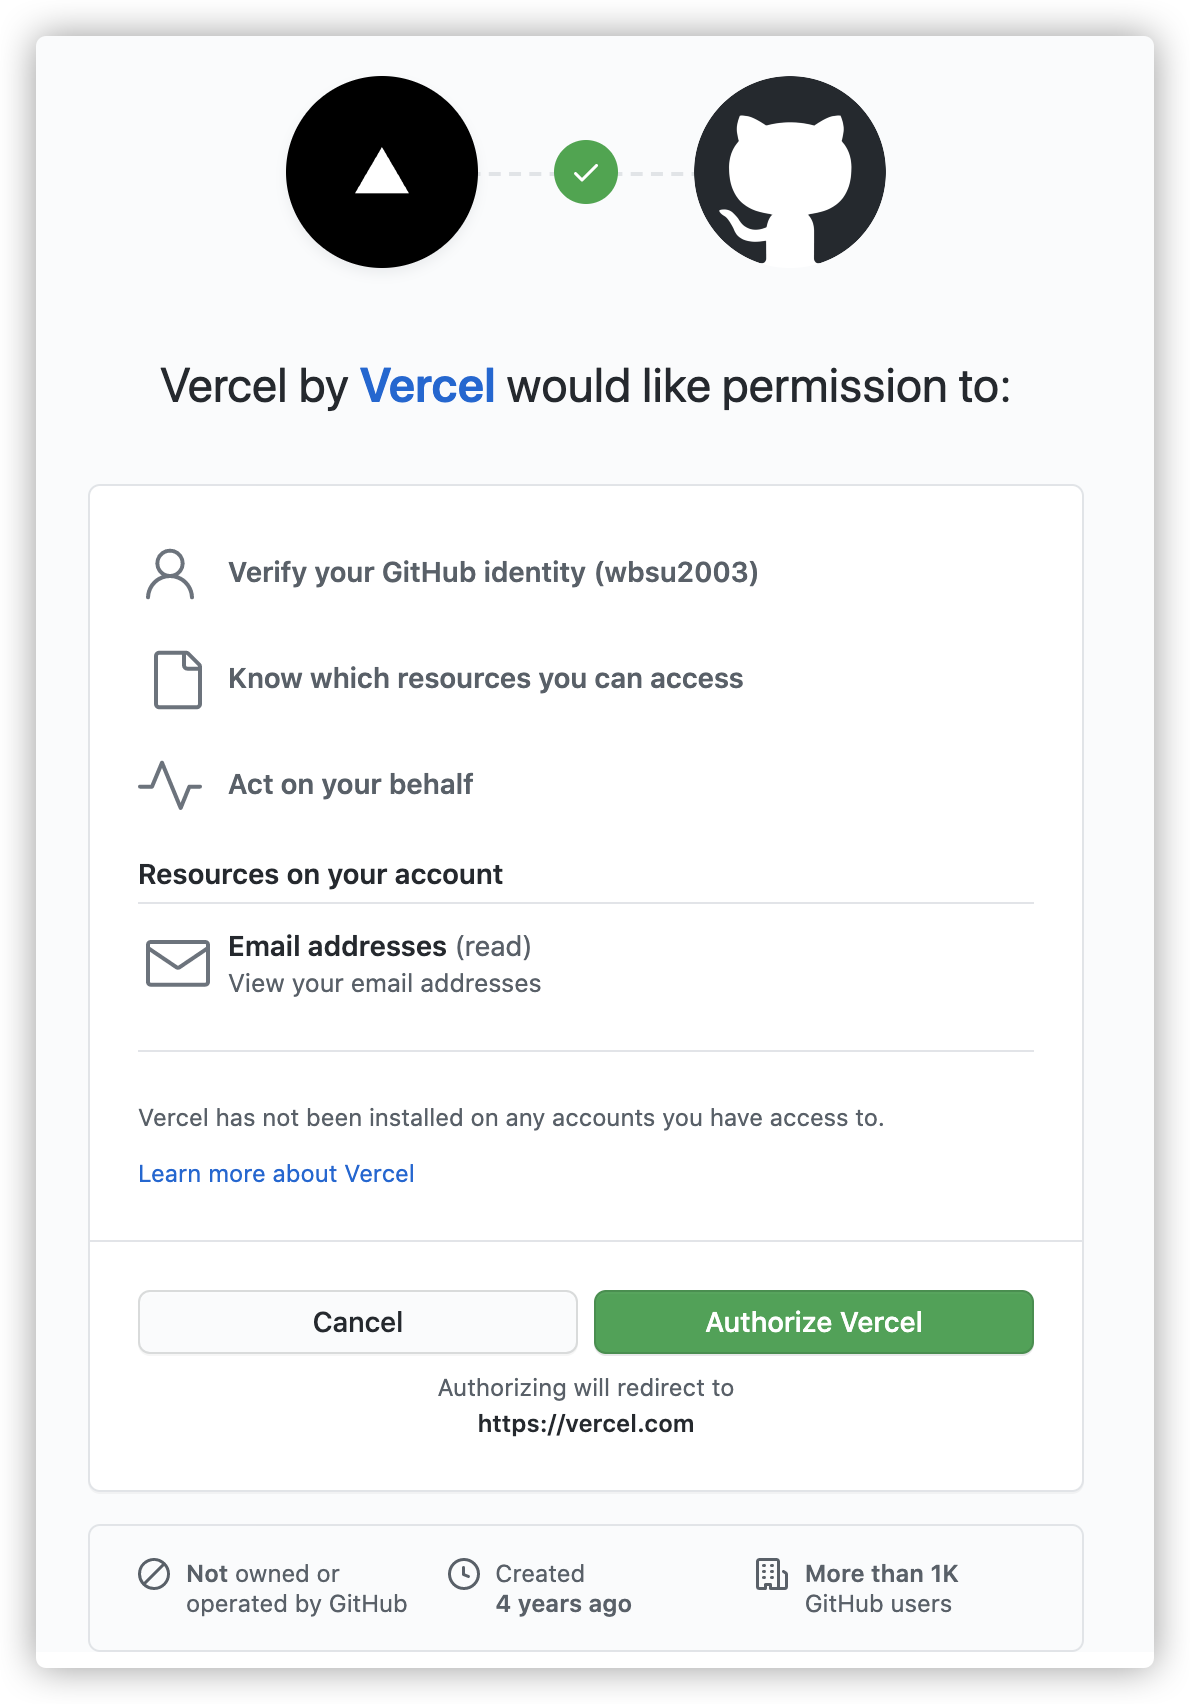 Vercel by Vercel would like permission to:
Verify your GitHub identity (wbsu2003)
Know which resources you can access
Act on your behalf
Resources on your account
Email addresses (read)
View your email addresses
Vercel has not been installed on any accounts you have access to.
Learn more about Vercel
Cancel
Authorize Vercel
Authorizing will redirect to
https://vercel.com
Not owned or
operated by GitHub
Created
4 years ago
More than 1K
GitHub users